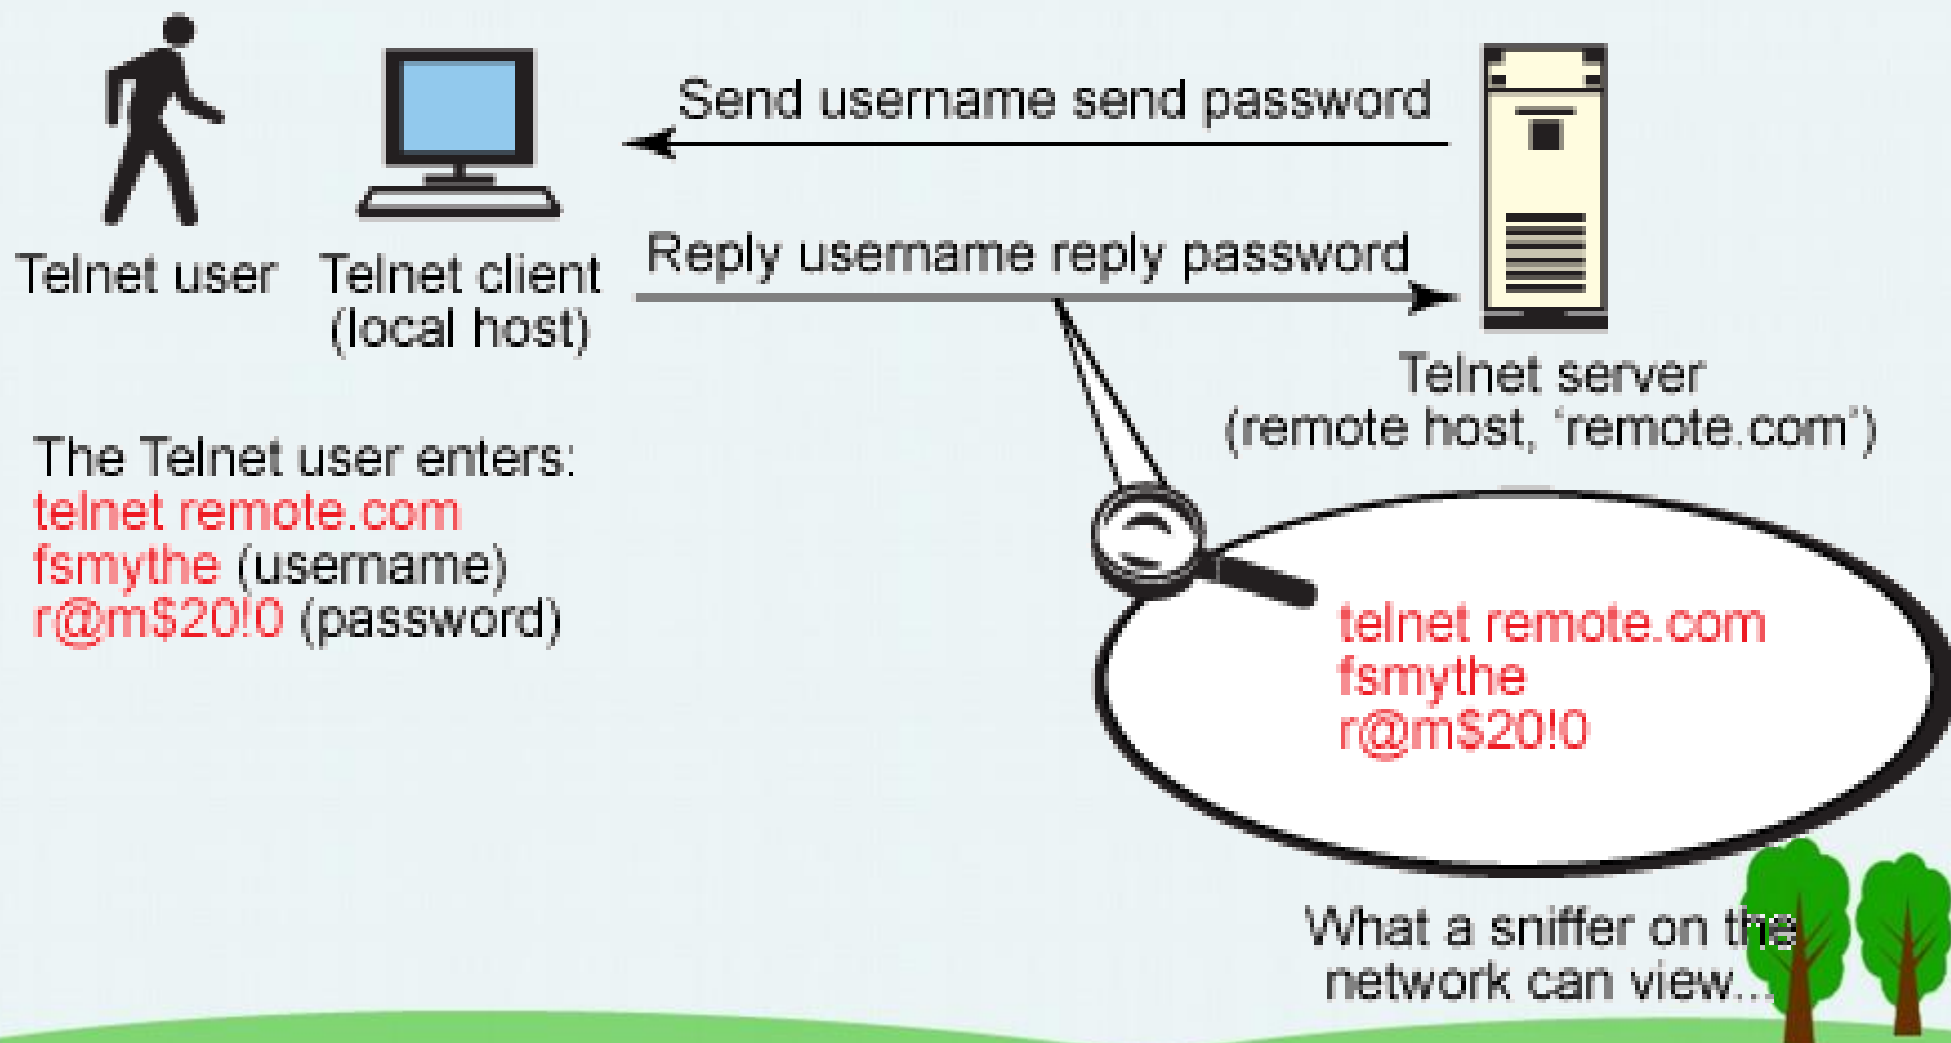 Send username send password
Reply username reply password
Telnet user
Telnet client
(local host)
Telnet server
(remote host, 'remote.com')
The Telnet user enters:
telnet remote.com
fsmythe (username)
r@m$20!0 (password)
telnet remote.com
fsmythe
r@m$20!0
What a sniffer on the
network can view...